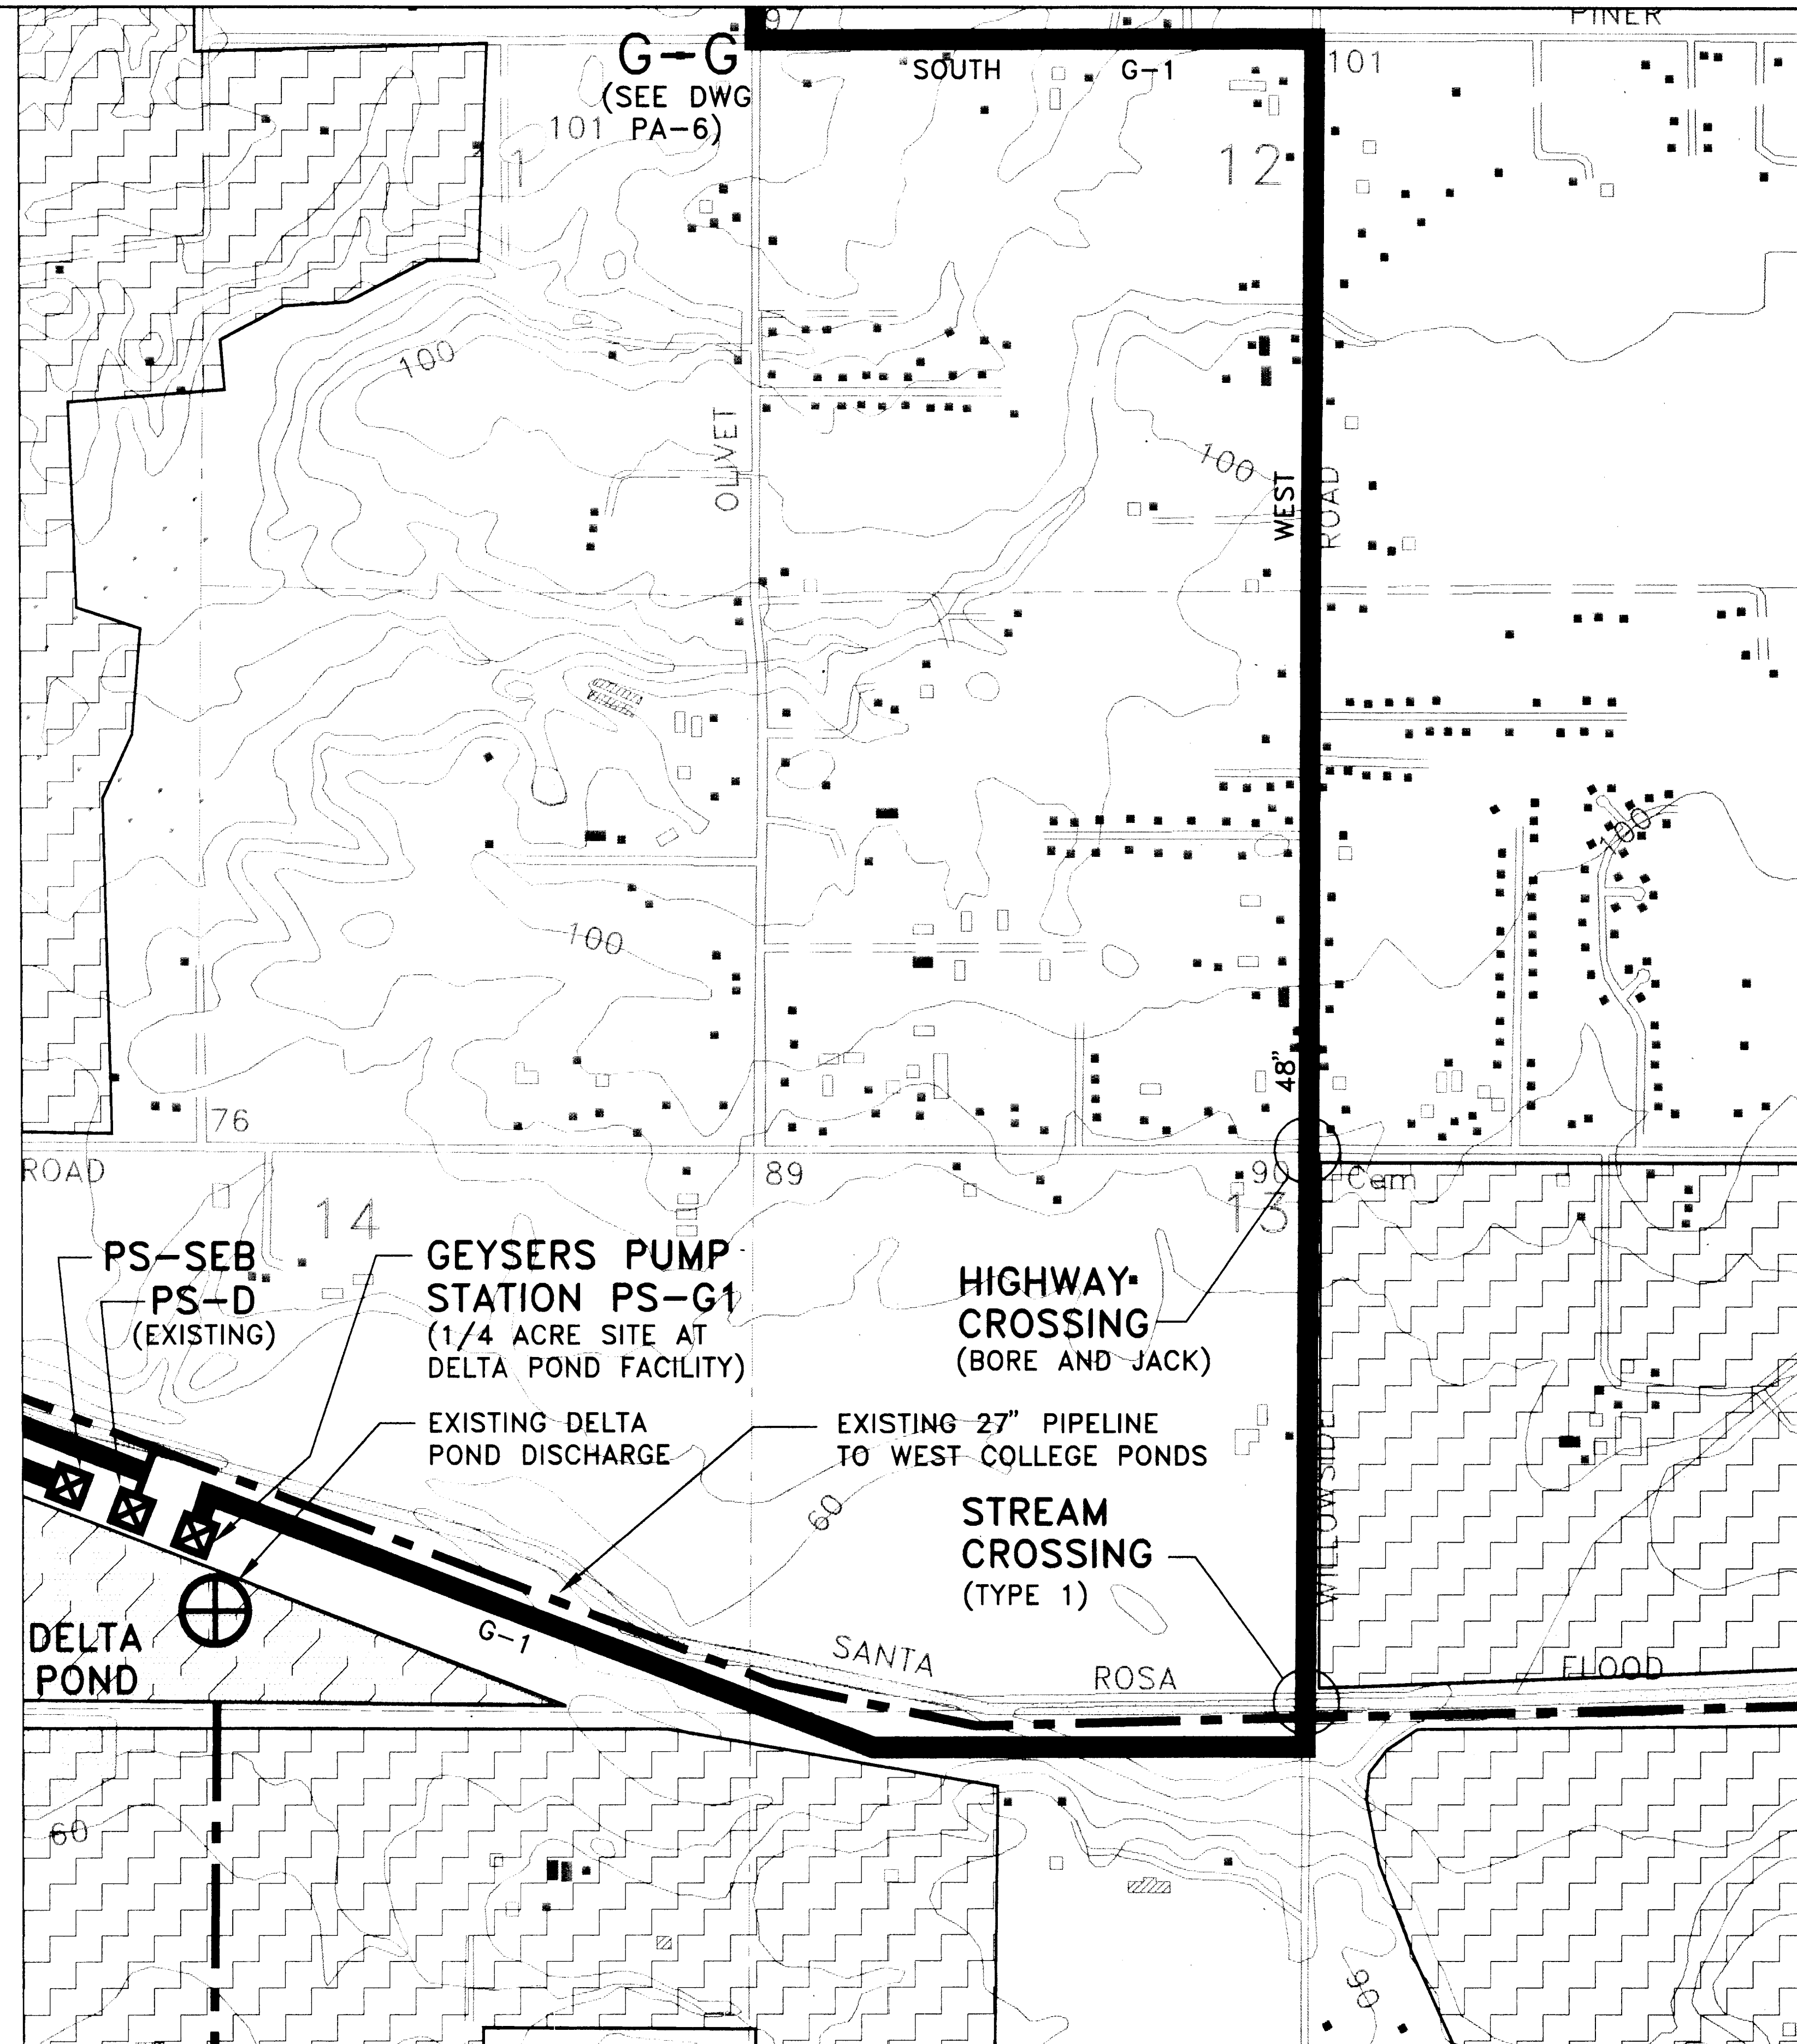 97
PINER
G-G
(SEE DWG
PA-6)
SOUTH
G-1
101
101
1
12
100
OLIVET
100
WEST
ROAD
100
100
48"
76
ROAD
89
90
Cem
14
13
PS-SEB
PS-D
(EXISTING)
GEYSERS PUMP
STATION PS-G1
(1/4 ACRE SITE AT
DELTA POND FACILITY)
HIGHWAY
CROSSING
(BORE AND JACK)
EXISTING DELTA
POND DISCHARGE
EXISTING 27" PIPELINE
TO WEST COLLEGE PONDS
60
STREAM
CROSSING
(TYPE 1)
WILLOWSIDE
DELTA
POND
G-1
SANTA
ROSA
FLOOD
60
90